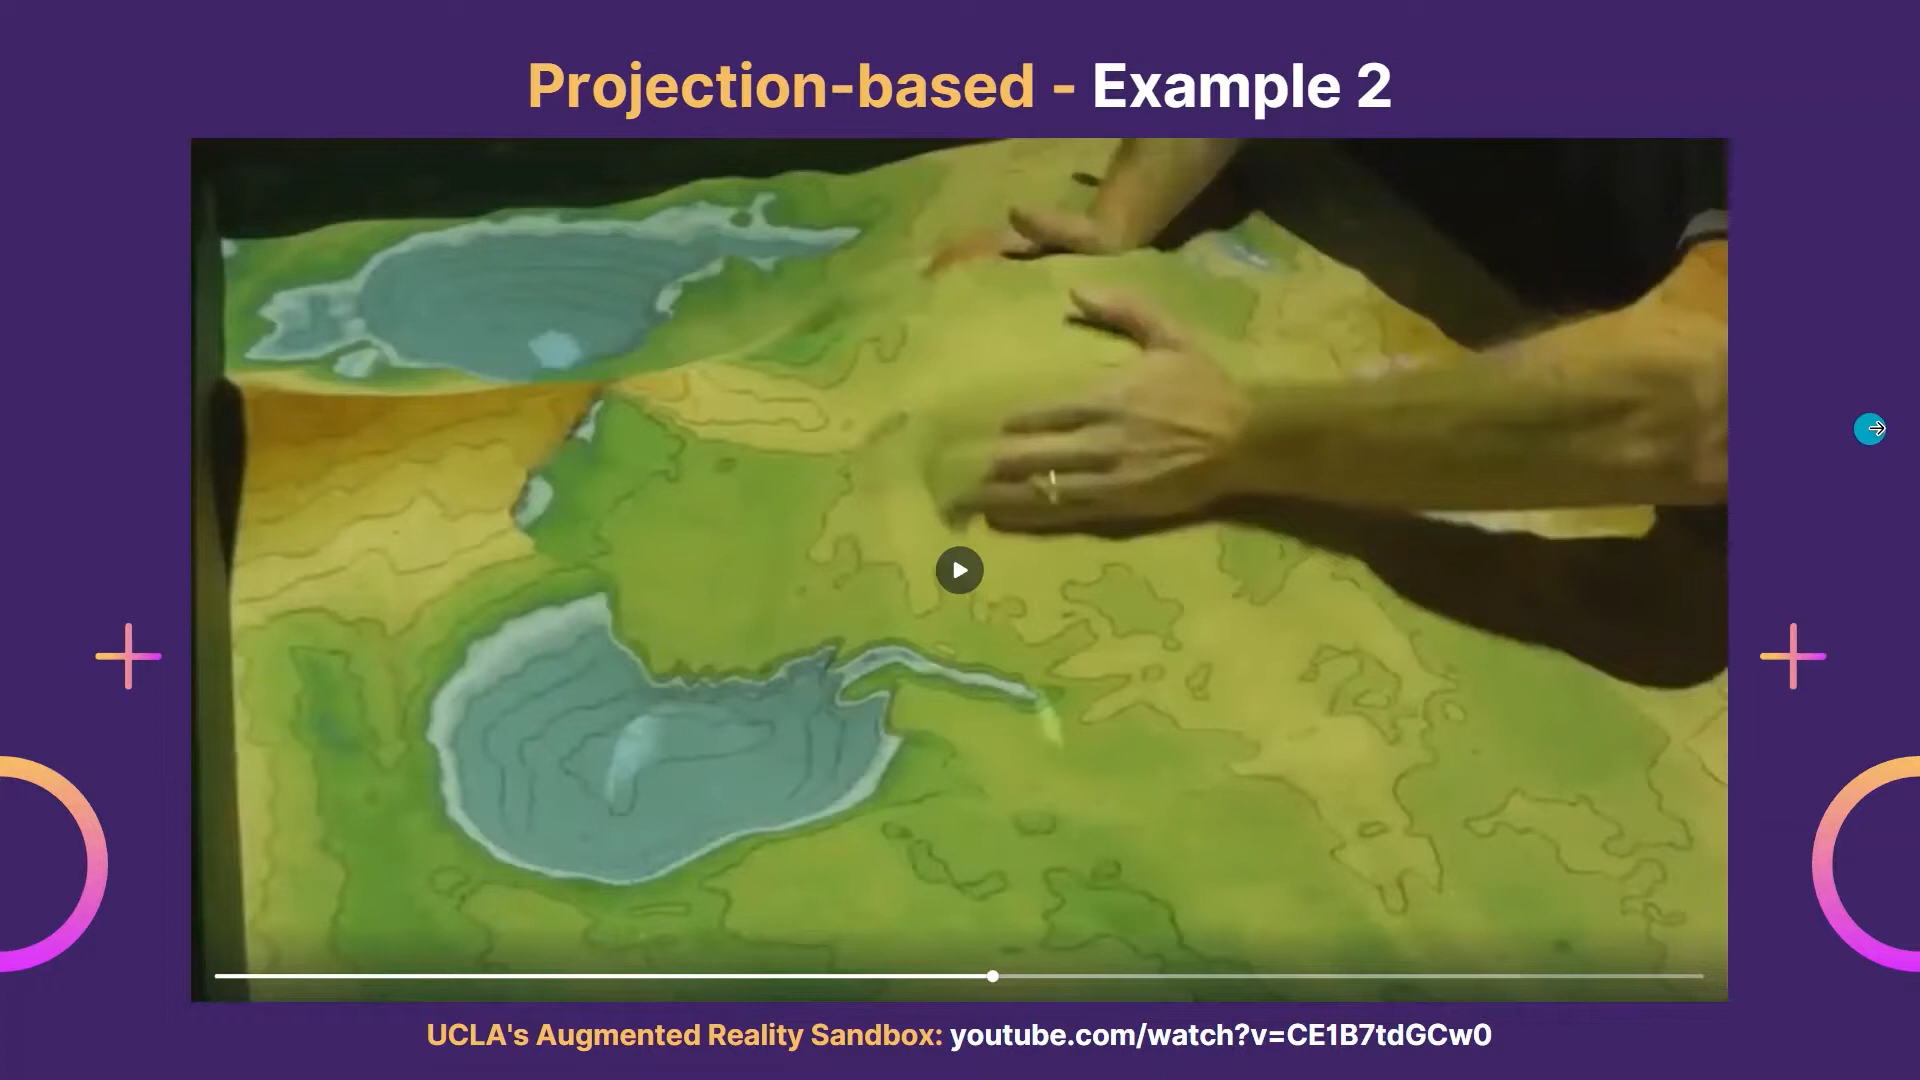 Projection-based - Example 2
UCLA's Augmented Reality Sandbox: youtube.com/watch?v=CE1B7tdGCw0